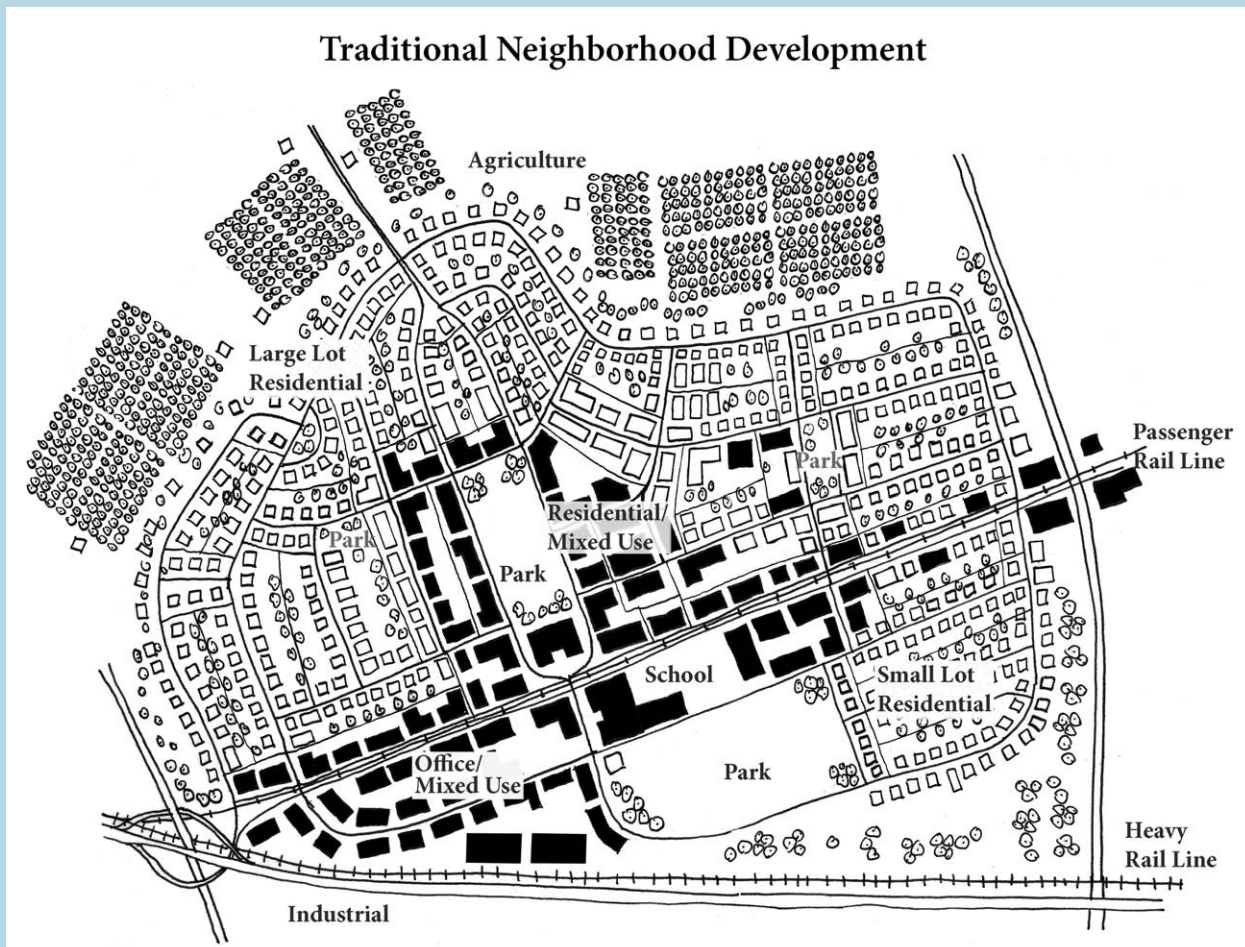 Traditional Neighborhood Development
Agriculture
Large Lot
Residential
Passenger
Rail Line
Park
Residential/
Mixed Use
Park
Park
School
Small Lot
Residential
Office/
Mixed Use
Park
Heavy
Rail Line
Industrial